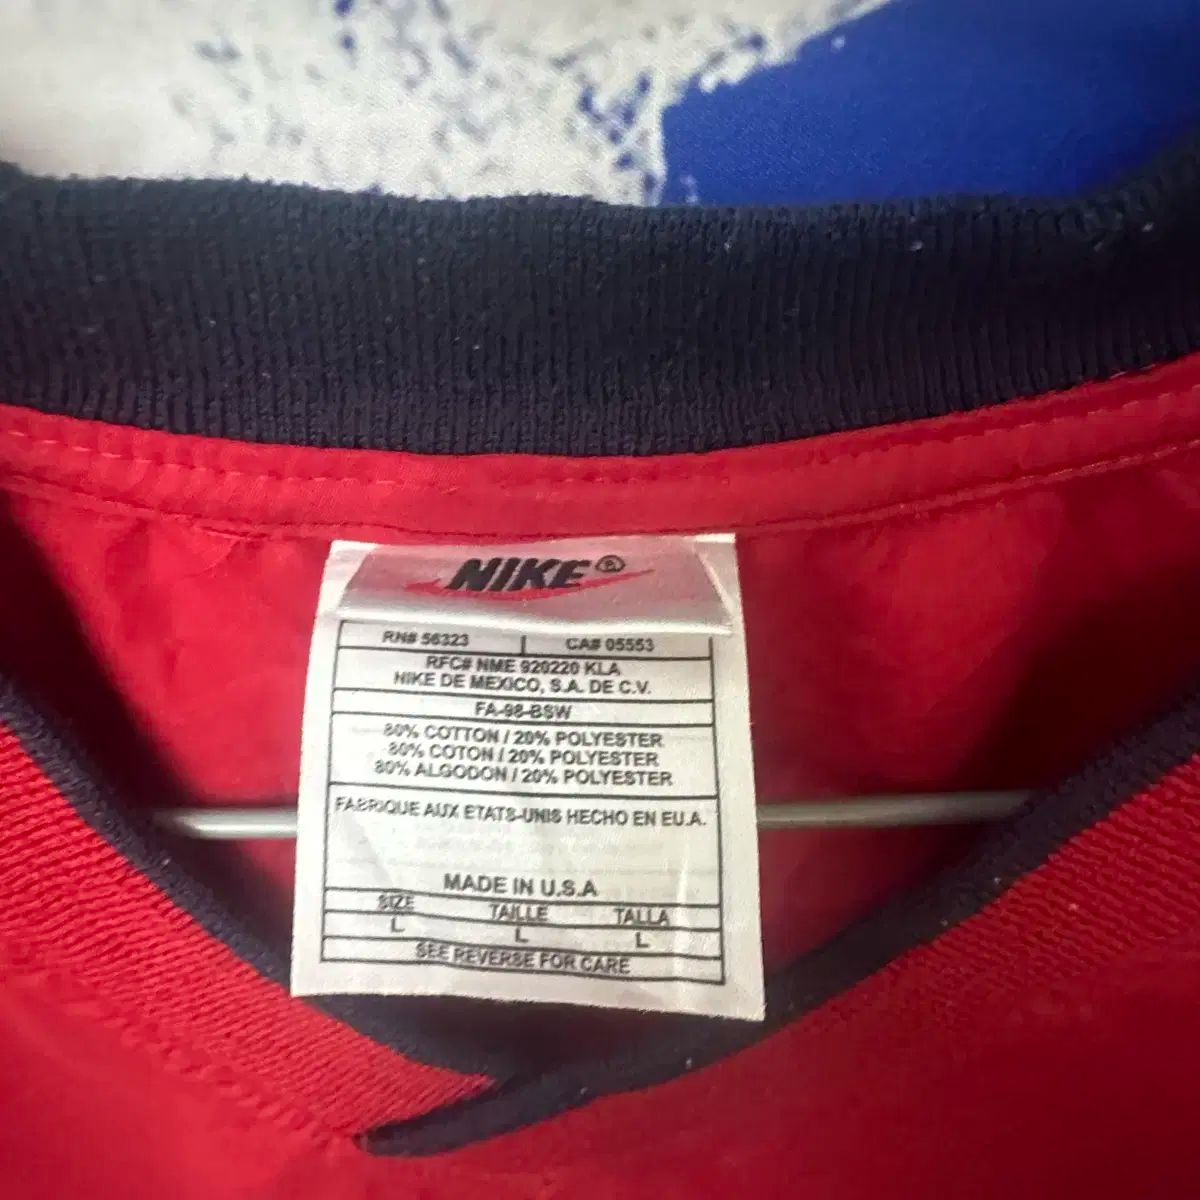 NIKE®
RN# 56323 CA# 05553
RFC# NME 920220 KLA
NIKE DE MEXICO, S.A. DE C.V.
FA-98-BSW
80% COTTON / 20% POLYESTER
80% COTON / 20% POLYESTER
80% ALGODON / 20% POLYESTER
FABRIQUE AUX ETATS-UNIS HECHO EN EU.A.
MADE IN U.S.A
SIZE TAILLE TALLA
L L L
SEE REVERSE FOR CARE